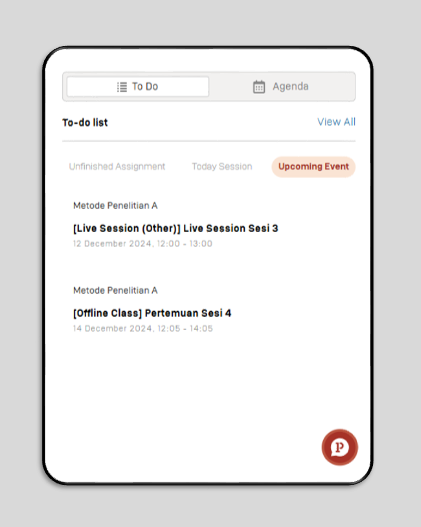 To Do
Agenda
To-do list
View All
Unfinished Assignment
Today Session
Upcoming Event
Metode Penelitian A
[Live Session (Other)] Live Session Sesi 3
12 December 2024, 12:00 - 13:00
Metode Penelitian A
[Offline Class] Pertemuan Sesi 4
14 December 2024, 12:05 - 14:05
P